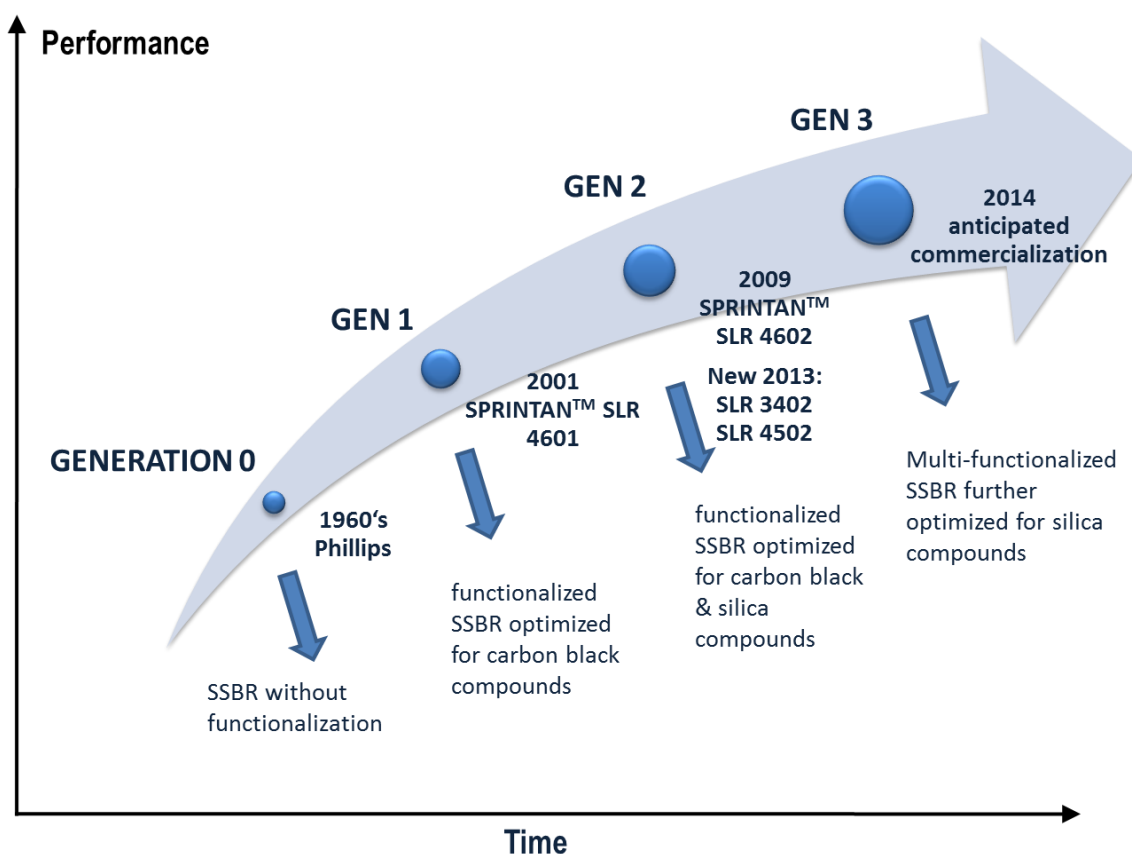 Performance
GENERATION 0
1960‘s
Phillips
SSBR without
functionalization
GEN 1
2001
SPRINTAN™ SLR
4601
functionalized
SSBR optimized
for carbon black
compounds
GEN 2
2009
SPRINTAN™
SLR 4602
New 2013:
SLR 3402
SLR 4502
functionalized
SSBR optimized
for carbon black
& silica
compounds
GEN 3
2014
anticipated
commercialization
Multi-functionalized
SSBR further
optimized for silica
compounds
Time